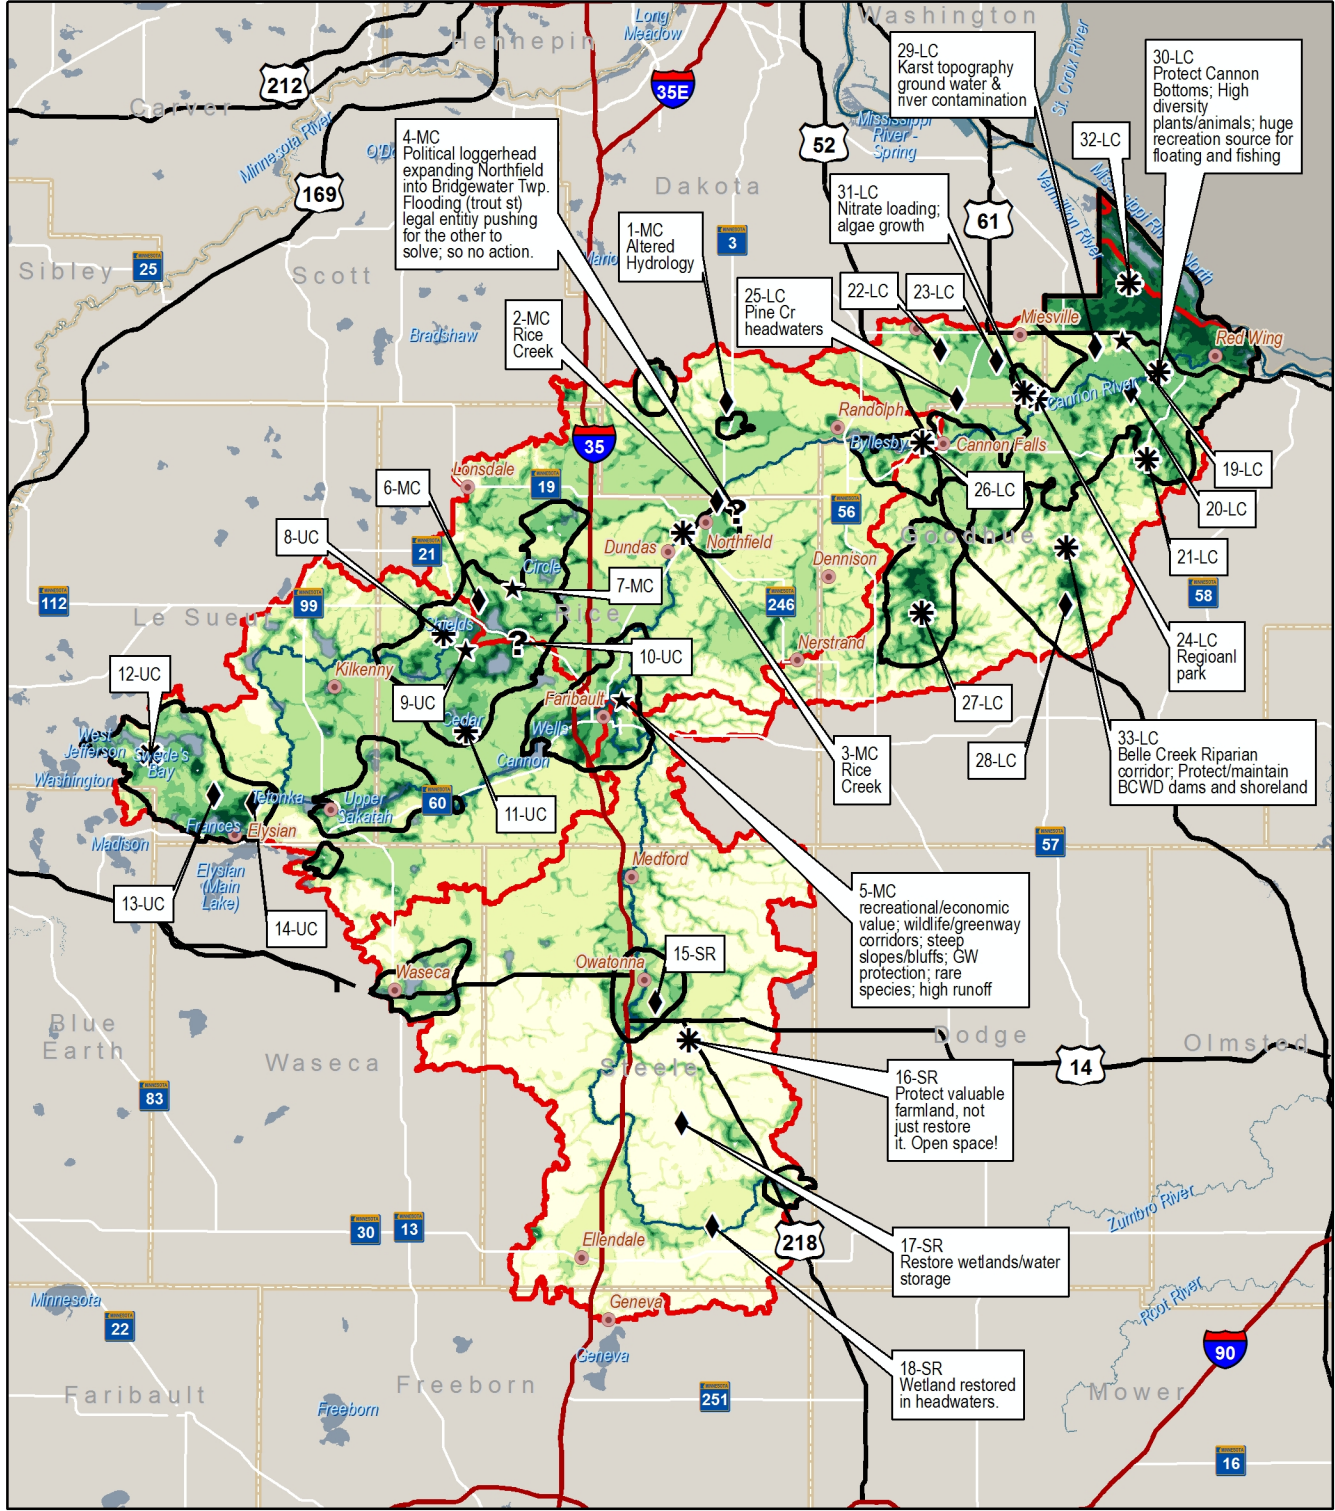 Washington
Hennepin
Long
Meadow
Carver
212
35E
Minnesota River
St. Croix River
29-LC
Karst topography
ground water &
river contamination
30-LC
Protect Cannon
Bottoms; High
diversity
plants/animals; huge
recreation source for
floating and fishing
Mississippi
River -
Spring
52
32-LC
4-MC
Political loggerhead
expanding Northfield
into Bridgewater Twp.
Flooding (trout st)
legal entitiy pushing
for the other to
solve; so no action.
169
Dakota
31-LC
Nitrate loading;
algae growth
61
Vermillion River
North
1-MC
Altered
Hydrology
3
Sibley
25
Scott
22-LC
23-LC
25-LC
Pine Cr
headwaters
Miesville
Red Wing
2-MC
Rice
Creek
Bradshaw
Cannon River
Randolph
Byllesby
Cannon Falls
35
Lonsdale
19
6-MC
26-LC
19-LC
20-LC
56
Goodhue
8-UC
21
Dundas
Northfield
Dennison
21-LC
Circle
7-MC
112
99
Le Sueur
Rice
246
58
Nerstrand
24-LC
Regioanl
park
12-UC
Kilkenny
10-UC
9-UC
Faribault
27-LC
West
Jefferson
Swede's
Bay
Washington
Cedar
Wells
Cannon
3-MC
Rice
Creek
28-LC
33-LC
Belle Creek Riparian
corridor; Protect/maintain
BCWD dams and shoreland
Tetonka
Upper
Sakatah
60
11-UC
Frances
Elysian
Madison
57
Elysian
(Main
Lake)
Medford
13-UC
14-UC
5-MC
recreational/economic
value; wildlife/greenway
corridors; steep
slopes/bluffs; GW
protection; rare
species; high runoff
Waseca
Owatonna
15-SR
Blue
Earth
Waseca
Dodge
Olmsted
14
Steele
83
16-SR
Protect valuable
farmland, not
just restore
it. Open space!
Zumbro River
30
13
Ellendale
218
17-SR
Restore wetlands/water
storage
Minnesota
22
Geneva
Root River
Geneva
90
18-SR
Wetland restored
in headwaters.
Faribault
Freeborn
Freeborn
251
Mower
16